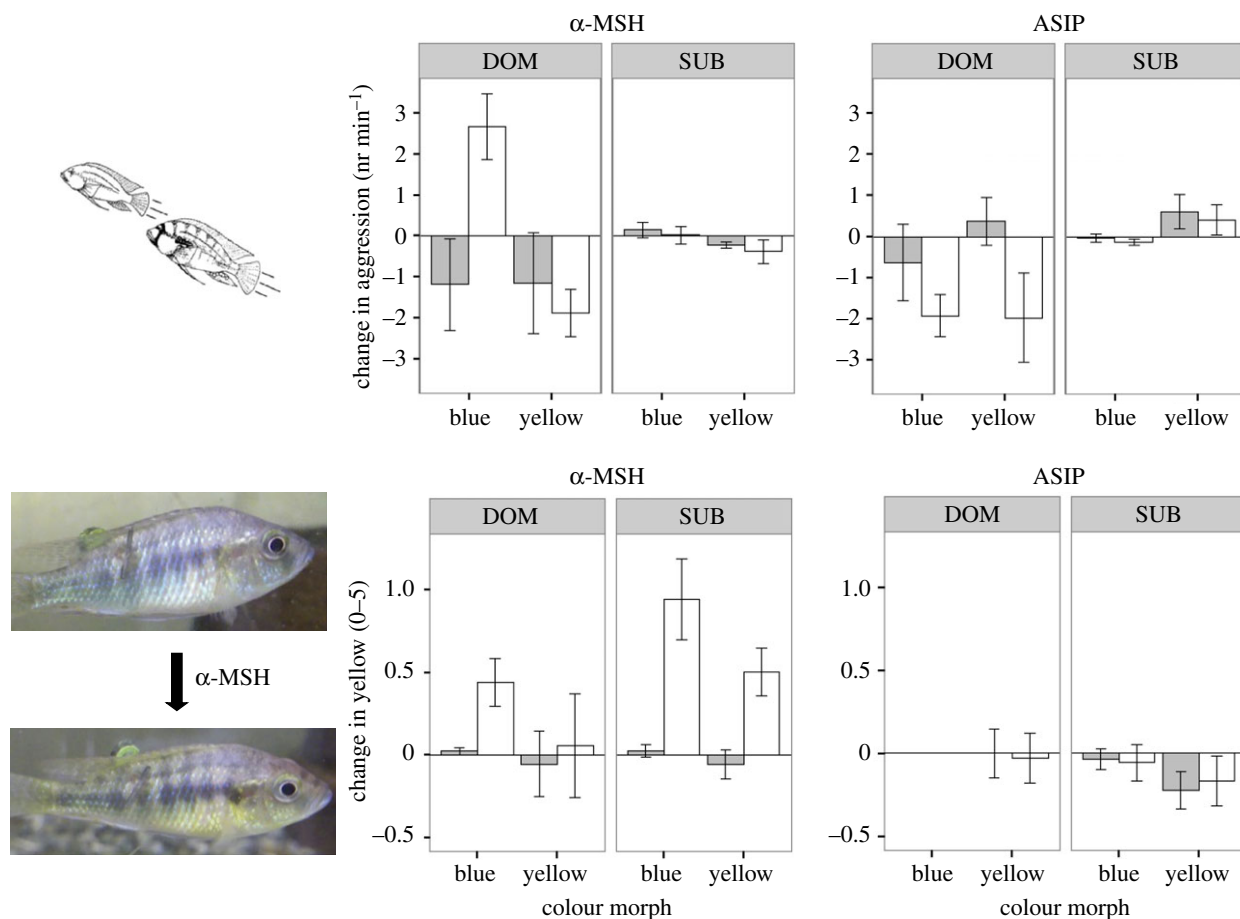 α-MSH
ASIP
DOM
SUB
DOM
SUB
change in aggression (nr min⁻¹)
3
2
1
0
−1
−2
−3
3
2
1
0
−1
−2
−3
blue
yellow
blue
yellow
blue
yellow
blue
yellow
α-MSH
α-MSH
ASIP
DOM
SUB
DOM
SUB
change in yellow (0–5)
1.0
0.5
0
−0.5
1.0
0.5
0
−0.5
blue
yellow
blue
yellow
blue
yellow
blue
yellow
colour morph
colour morph